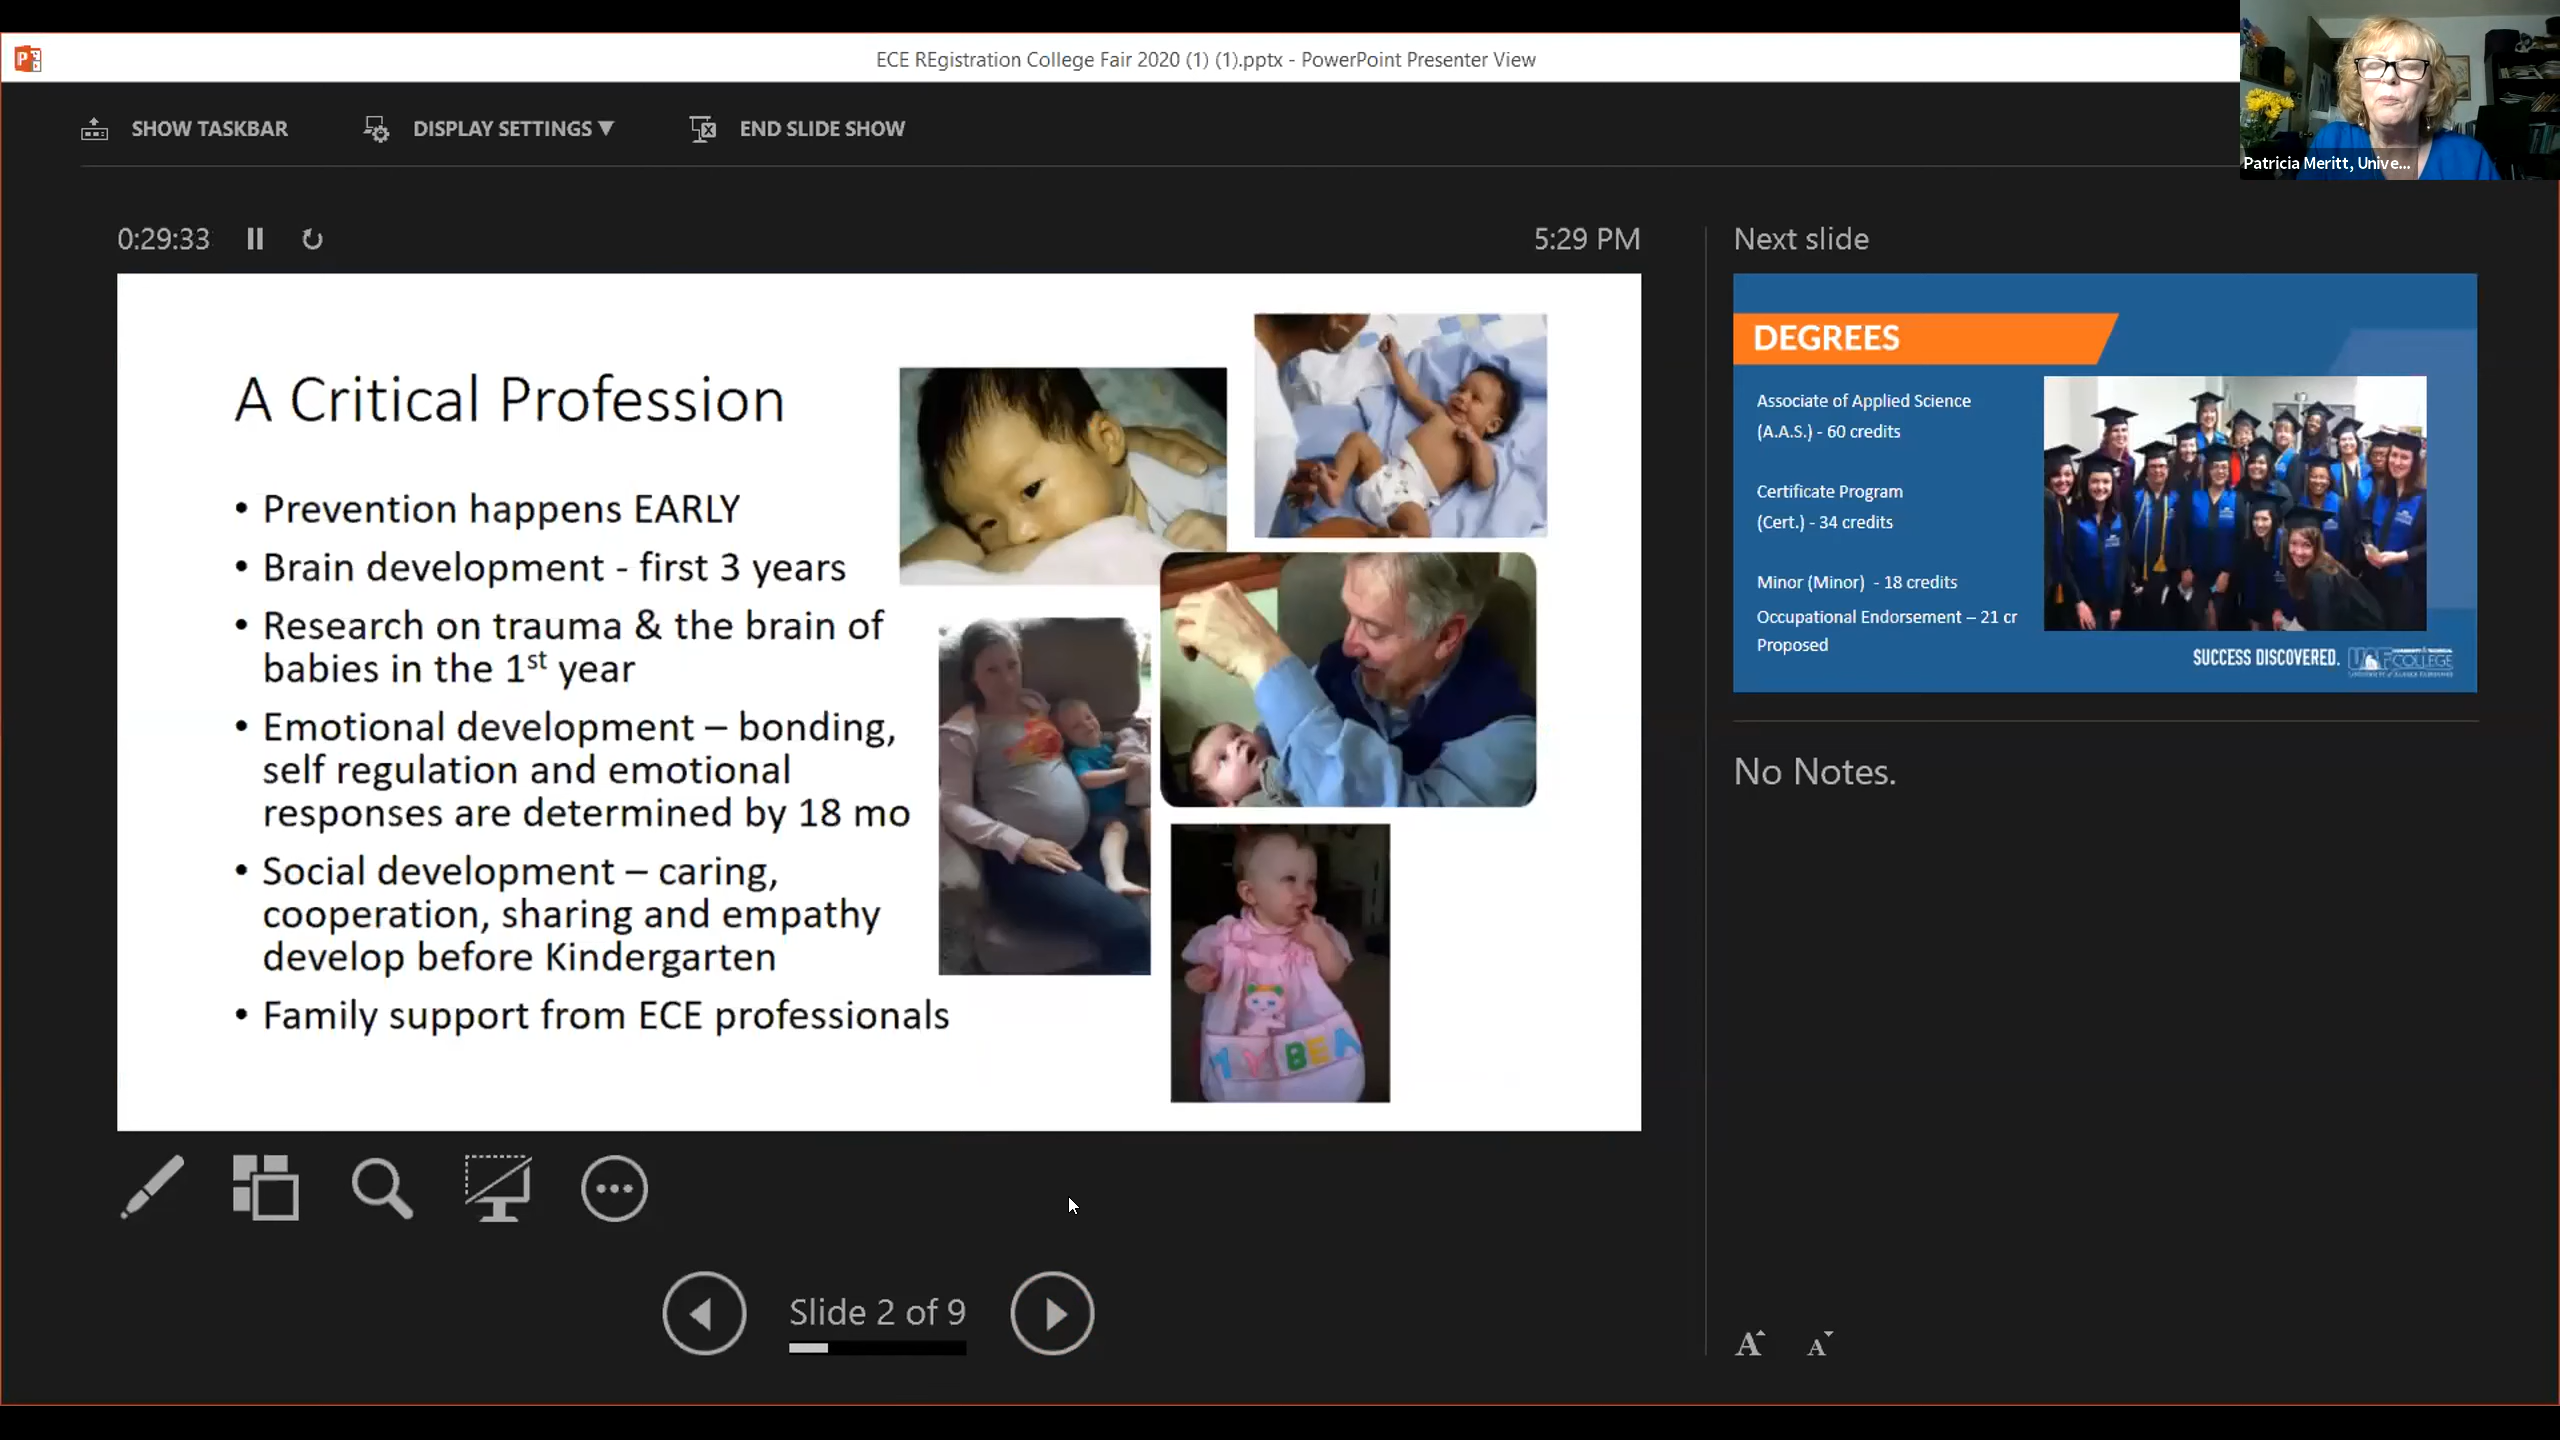 ECE REgistration College Fair 2020 (1) (1).pptx - PowerPoint Presenter View
Patricia Meritt, Unive...
SHOW TASKBAR
DISPLAY SETTINGS ▼
END SLIDE SHOW
0:29:33
5:29 PM
A Critical Profession
• Prevention happens EARLY
• Brain development - first 3 years
• Research on trauma & the brain of
babies in the 1st year
• Emotional development – bonding,
self regulation and emotional
responses are determined by 18 mo
• Social development – caring,
cooperation, sharing and empathy
develop before Kindergarten
• Family support from ECE professionals
MY BEA
Slide 2 of 9
Next slide
DEGREES
Associate of Applied Science
(A.A.S.) - 60 credits
Certificate Program
(Cert.) - 34 credits
Minor (Minor) - 18 credits
Occupational Endorsement – 21 cr
Proposed
SUCCESS DISCOVERED.
UAF
COLLEGE
No Notes.
A
A